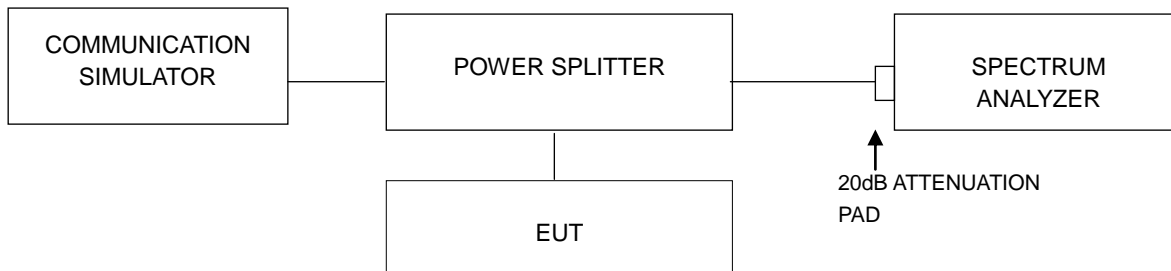 COMMUNICATION
SIMULATOR
POWER SPLITTER
SPECTRUM
ANALYZER
20dB ATTENUATION
PAD
EUT